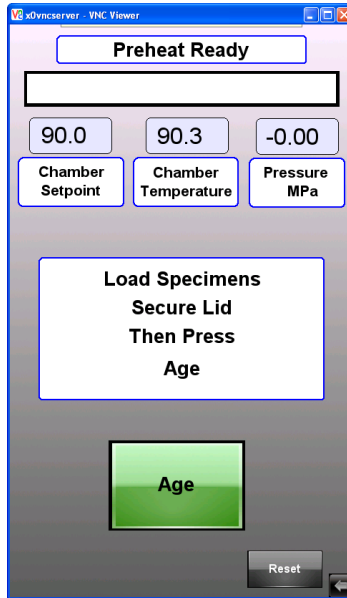 x0vncserver - VNC Viewer
Preheat Ready
90.0 90.3 -0.00
Chamber Chamber Pressure
Setpoint Temperature MPa
Load Specimens
Secure Lid
Then Press
Age
Age
Reset